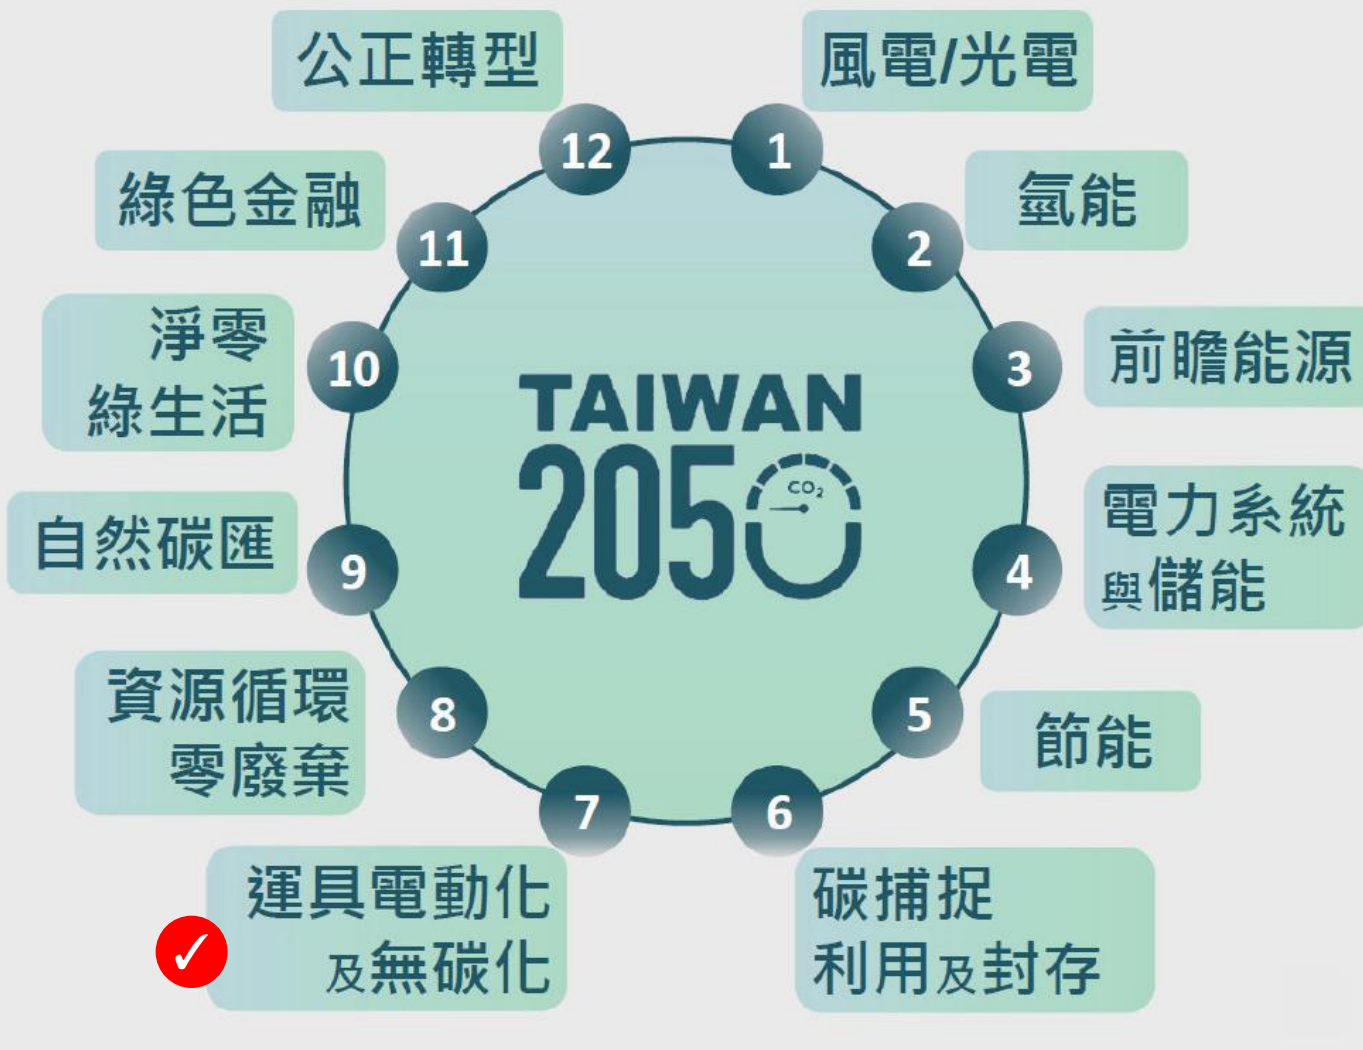 公正轉型
風電/光電
12
1
綠色金融
氫能
11
2
淨零
綠生活
前瞻能源
10
3
TAIWAN
2050
CO₂
自然碳匯
電力系統
與儲能
9
4
資源循環
零廢棄
節能
8
5
7
6
運具電動化
及無碳化
碳捕捉
利用及封存